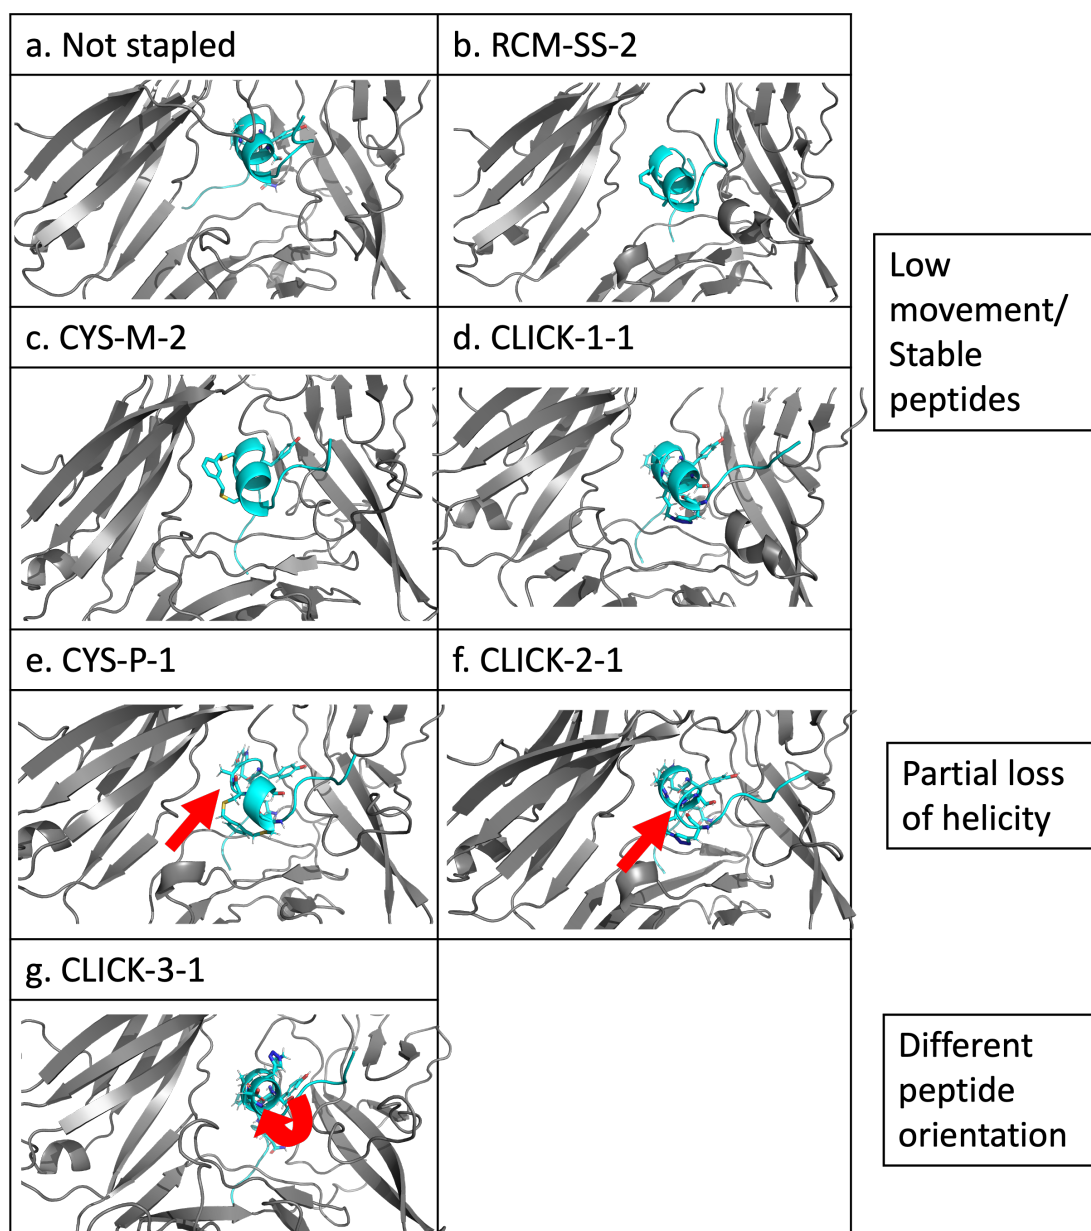 a. Not stapled
b. RCM-SS-2
c. CYS-M-2
d. CLICK-1-1
Low
movement/
Stable
peptides
e. CYS-P-1
f. CLICK-2-1
Partial loss
of helicity
g. CLICK-3-1
Different
peptide
orientation